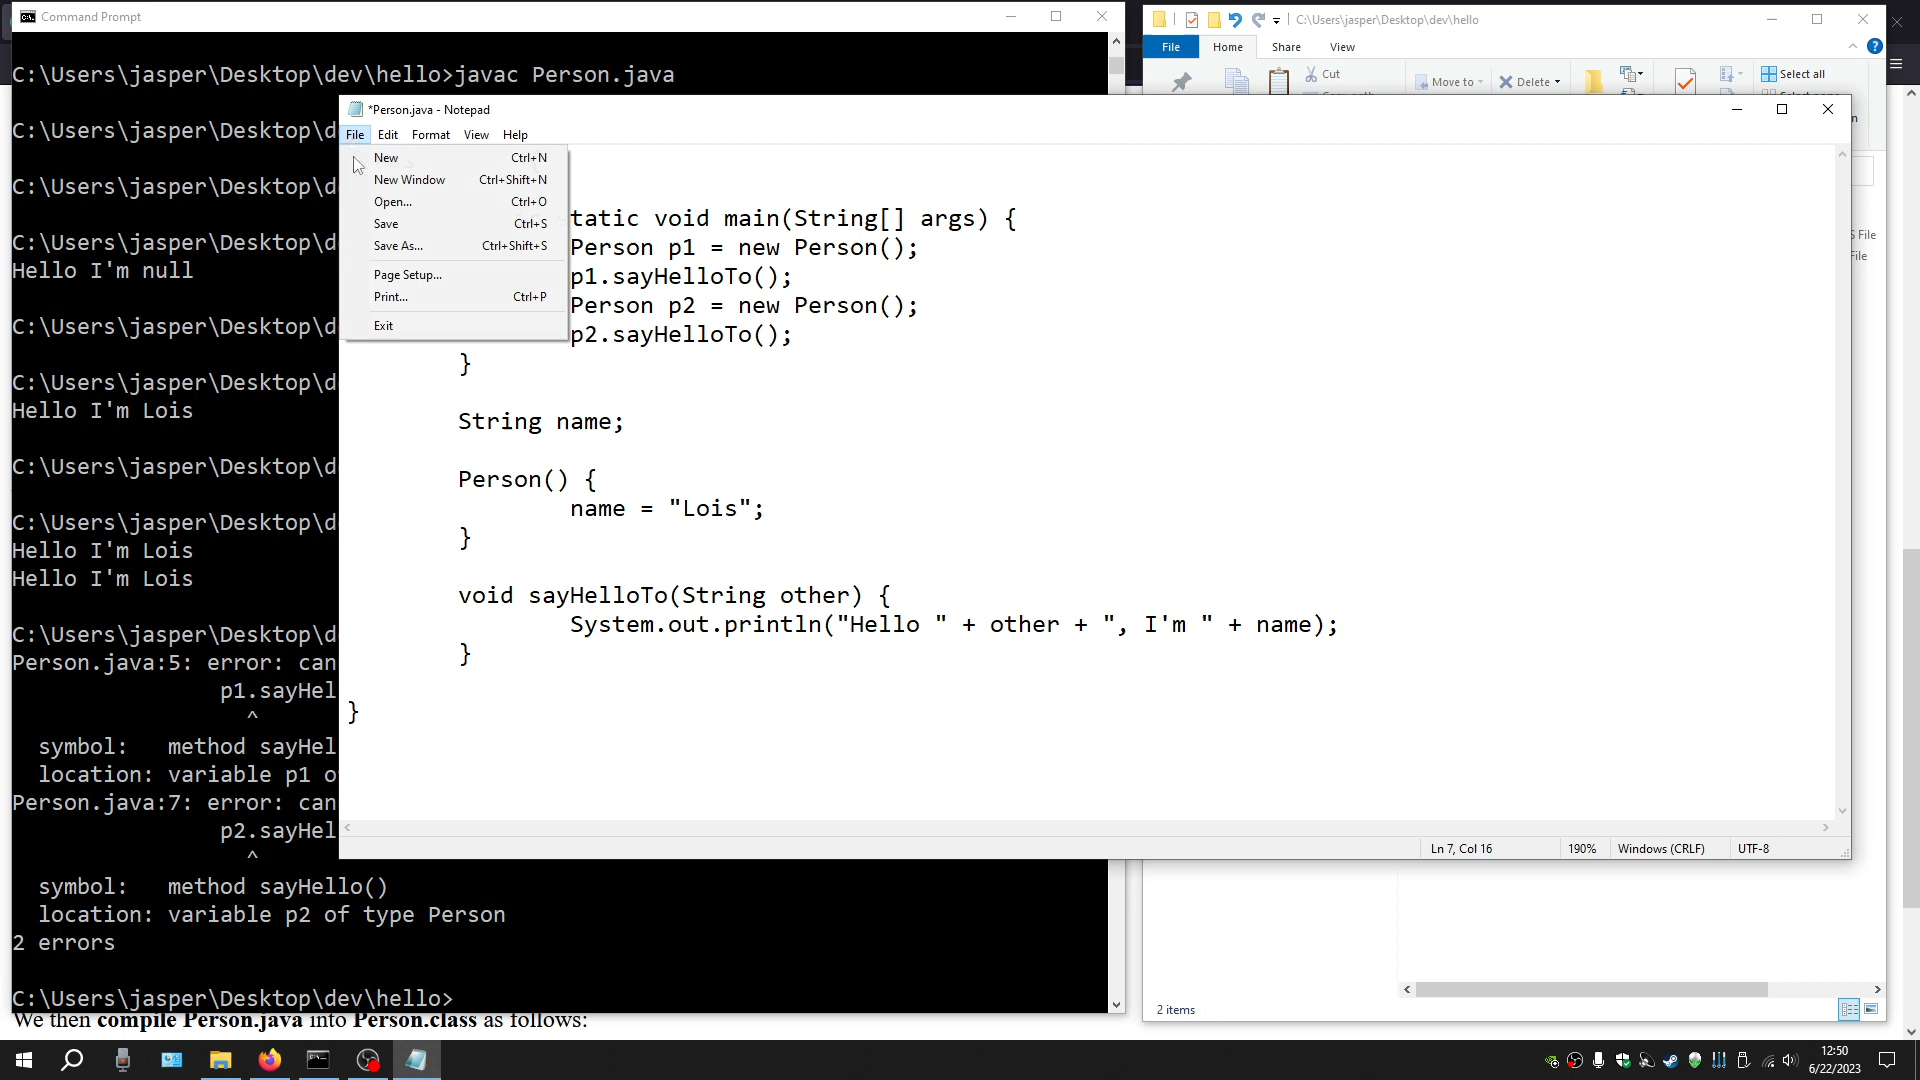 Command Prompt
C:\Users\jasper\Desktop\dev\hello>javac Person.java
C:\Users\jasper\Desktop\d
C:\Users\jasper\Desktop\d
C:\Users\jasper\Desktop\d
Hello I'm null
C:\Users\jasper\Desktop\d
C:\Users\jasper\Desktop\d
Hello I'm Lois
C:\Users\jasper\Desktop\d
C:\Users\jasper\Desktop\d
Hello I'm Lois
Hello I'm Lois
C:\Users\jasper\Desktop\d
Person.java:5: error: can
p1.sayHel
^
symbol: method sayHel
location: variable p1 o
Person.java:7: error: can
p2.sayHel
^
symbol: method sayHello()
location: variable p2 of type Person
2 errors
C:\Users\jasper\Desktop\dev\hello>
We then compile Person.java into Person.class as follows:
*Person.java - Notepad
File Edit Format View Help
New Ctrl+N
New Window Ctrl+Shift+N
Open... Ctrl+O
Save Ctrl+S
Save As... Ctrl+Shift+S
Page Setup...
Print... Ctrl+P
Exit
tatic void main(String[] args) {
Person p1 = new Person();
p1.sayHelloTo();
Person p2 = new Person();
p2.sayHelloTo();
}
String name;
Person() {
name = "Lois";
}
void sayHelloTo(String other) {
System.out.println("Hello " + other + ", I'm " + name);
}
}
Ln 7, Col 16 190% Windows (CRLF) UTF-8
C:\Users\jasper\Desktop\dev\hello
File Home Share View
Cut
Move to
Delete
Select all
S File
File
2 items
12:50
6/22/2023